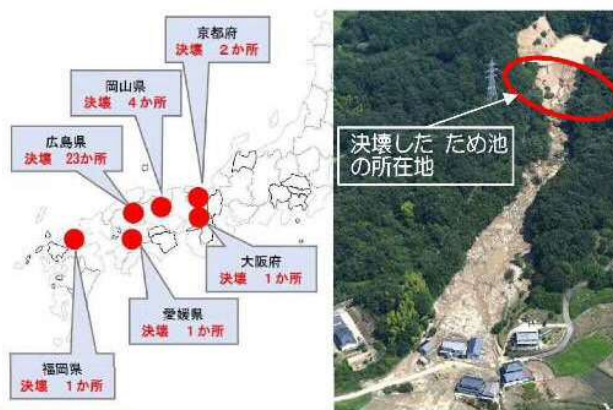 京都府
決壊　2か所
岡山県
決壊　4か所
広島県
決壊　23か所
大阪府
決壊　1か所
愛媛県
決壊　1か所
福岡県
決壊　1か所
決壊した ため池
の所在地